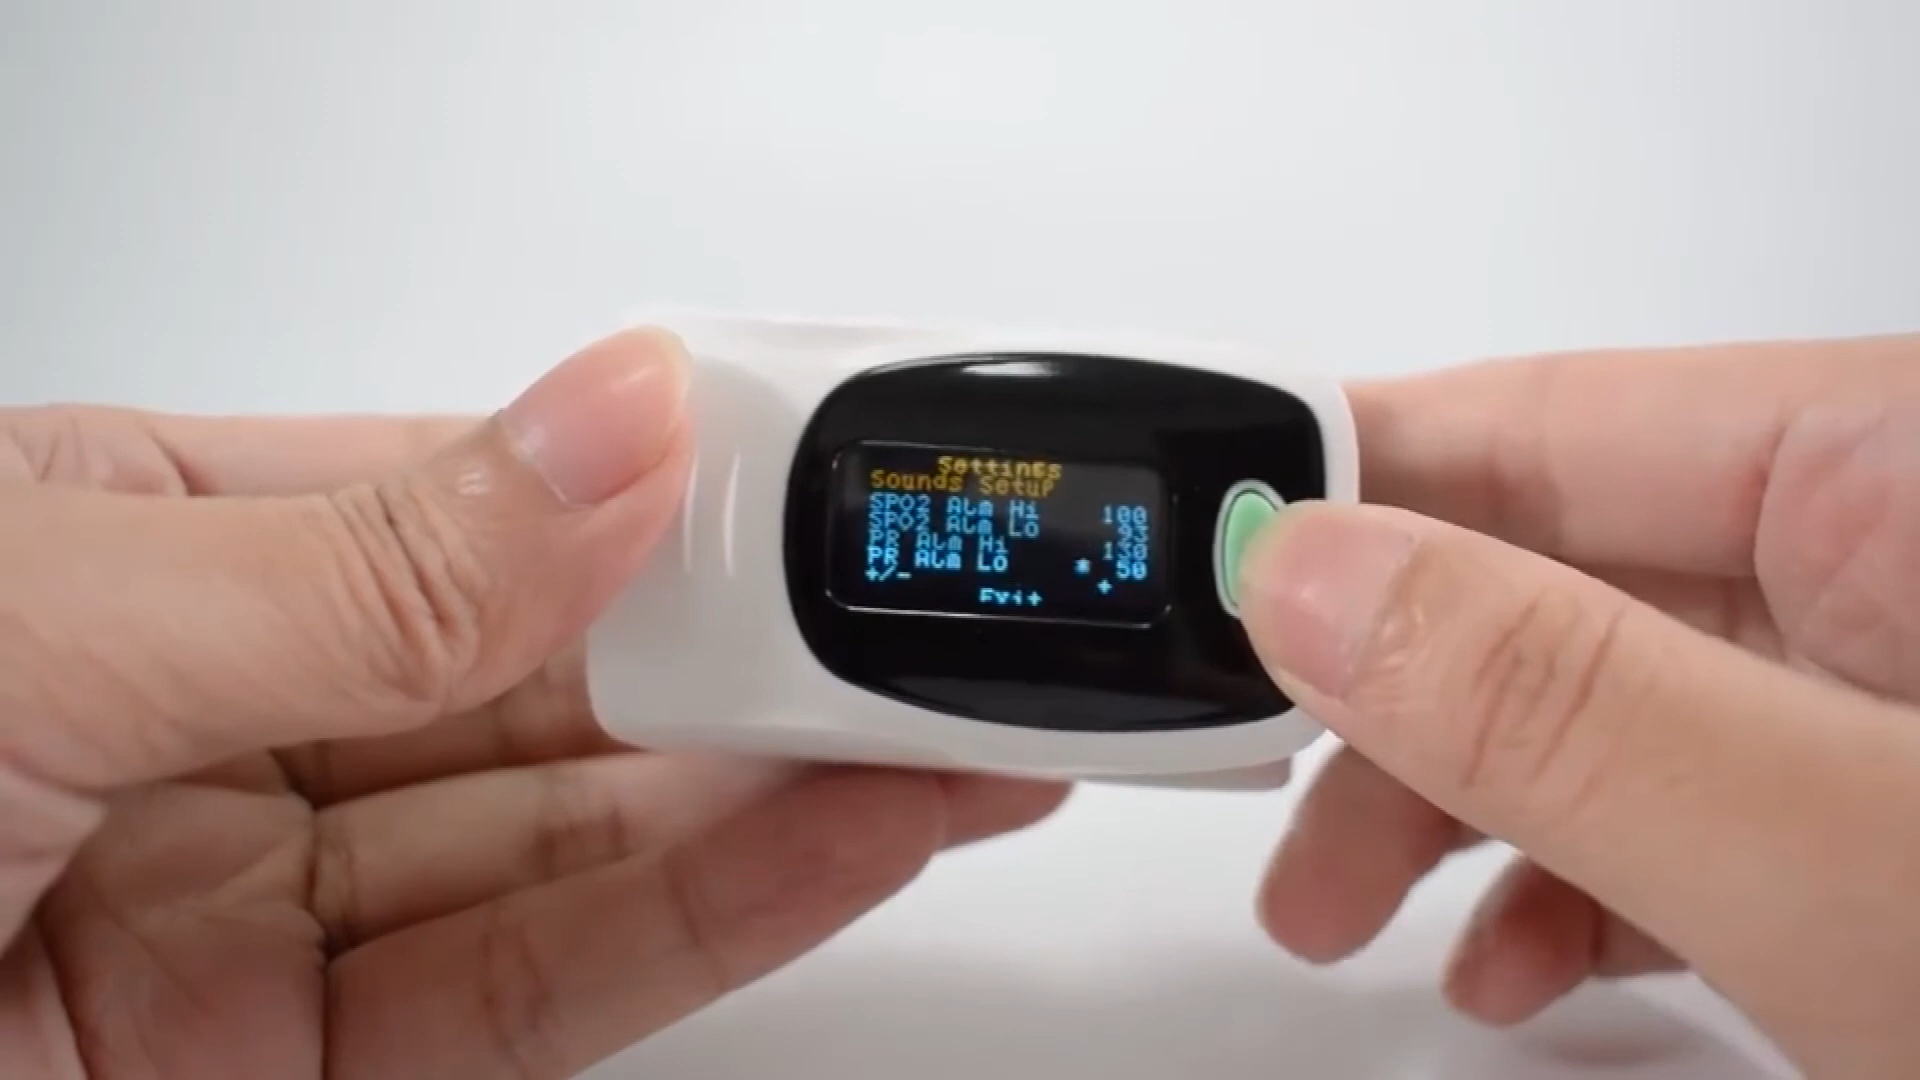 Settings
Sounds Setup
SPO2 Alm Hi 100
SPO2 Alm Lo 93
PR Alm Hi 130
PR Alm Lo * 50
+/- +
Exit